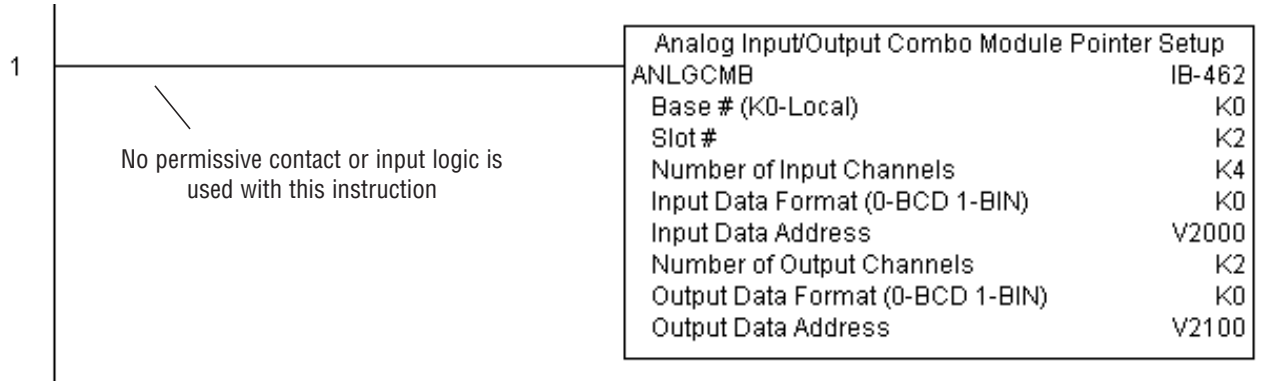 1
No permissive contact or input logic is
used with this instruction
Analog Input/Output Combo Module Pointer Setup
ANLGCMB IB-462
Base # (K0-Local) K0
Slot # K2
Number of Input Channels K4
Input Data Format (0-BCD 1-BIN) K0
Input Data Address V2000
Number of Output Channels K2
Output Data Format (0-BCD 1-BIN) K0
Output Data Address V2100